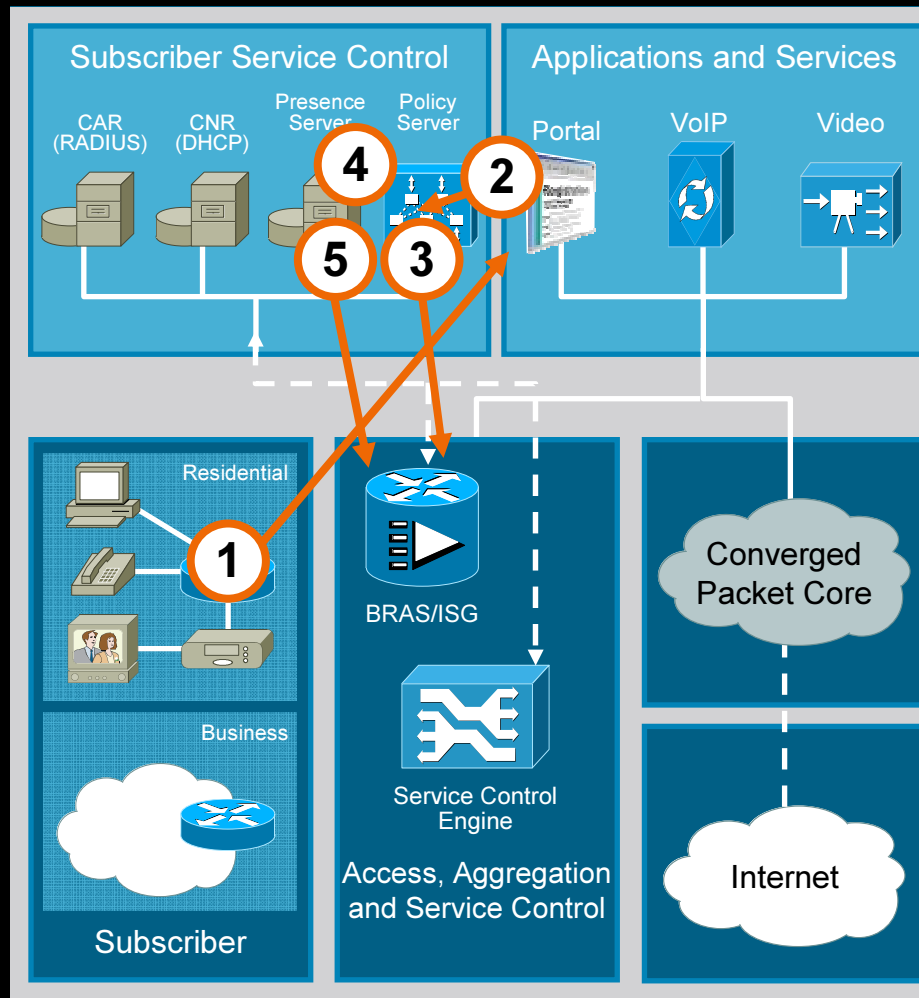 Subscriber Service Control
Applications and Services
CAR
(RADIUS)
CNR
(DHCP)
Presence
Server
Policy
Server
Portal
VoIP
Video
4
2
5
3
Residential
1
BRAS/ISG
Converged
Packet Core
Business
Service Control
Engine
Access, Aggregation
and Service Control
Internet
Subscriber